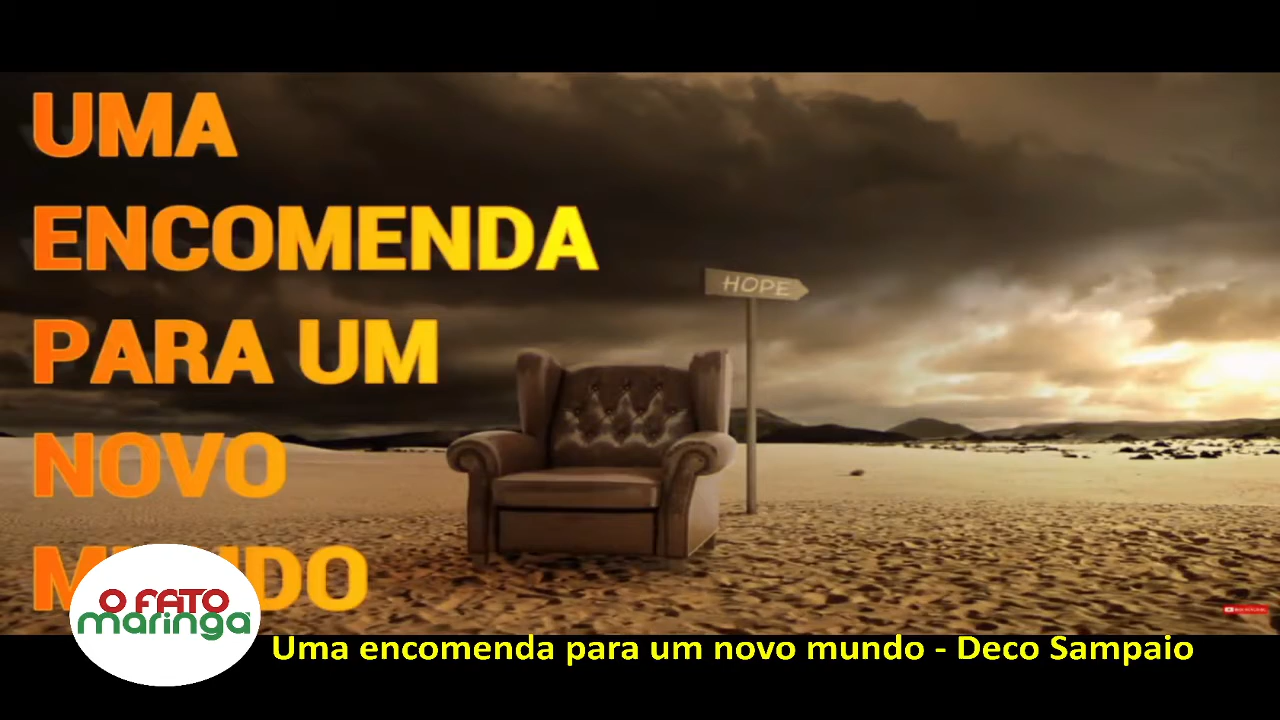 UMA
ENCOMENDA
PARA UM
NOVO
HOPE
O FATO
maringa
Uma encomenda para um novo mundo - Deco Sampaio